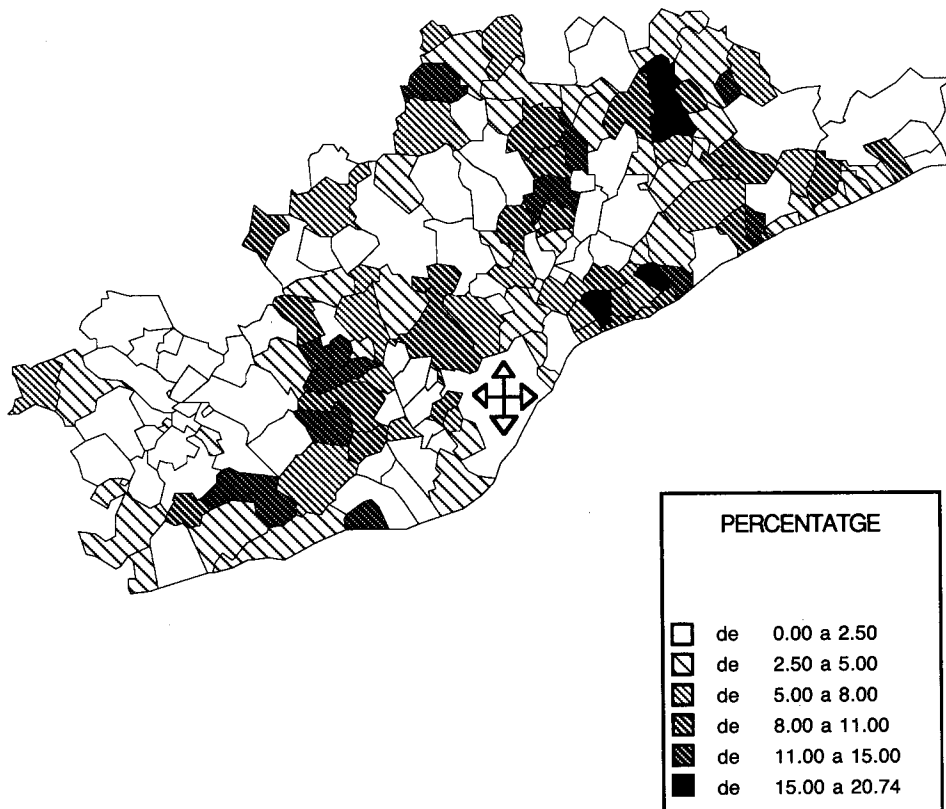 PERCENTATGE
de 0.00 a 2.50
de 2.50 a 5.00
de 5.00 a 8.00
de 8.00 a 11.00
de 11.00 a 15.00
de 15.00 a 20.74